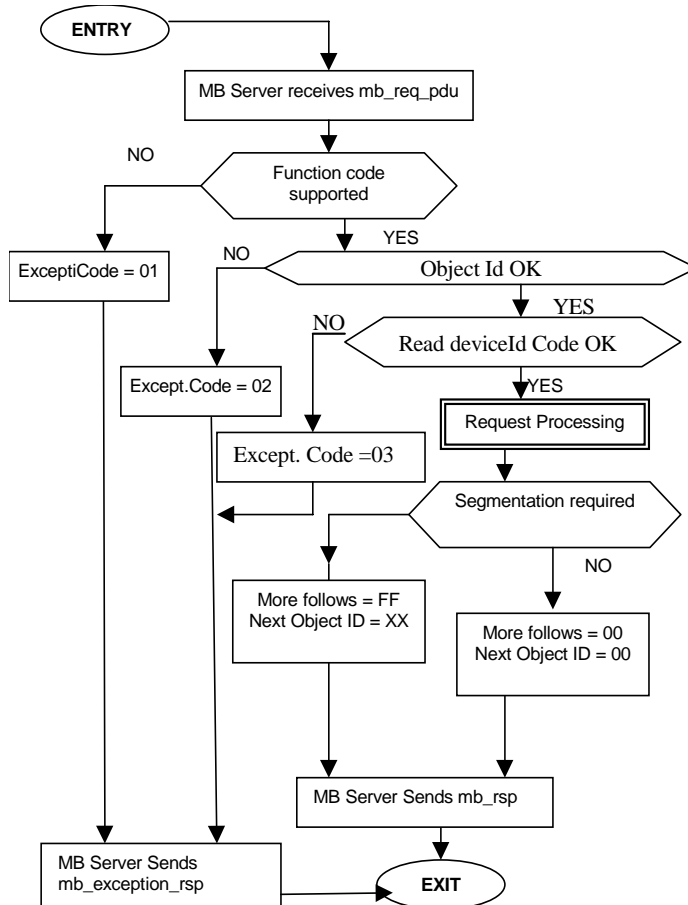 ENTRY
MB Server receives mb_req_pdu
NO
Function code
supported
YES
ExceptiCode = 01
NO
Object Id OK
YES
NO
Read deviceId Code OK
Except.Code = 02
YES
Request Processing
Except. Code =03
Segmentation required
NO
More follows = FF
Next Object ID = XX
More follows = 00
Next Object ID = 00
MB Server Sends mb_rsp
MB Server Sends
mb_exception_rsp
EXIT